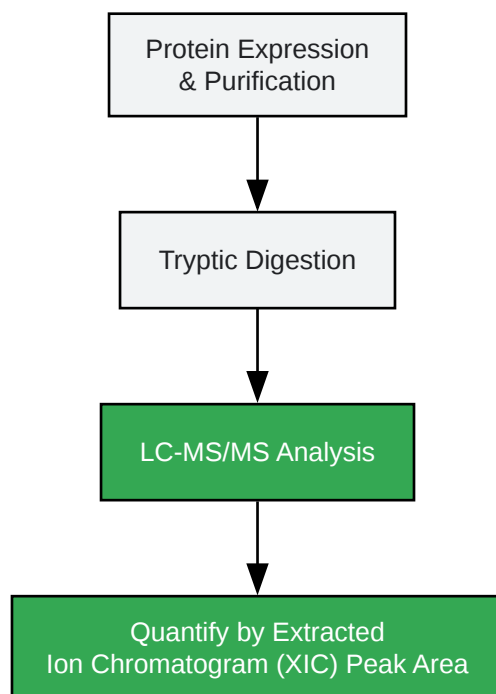 Protein Expression
& Purification
Tryptic Digestion
LC-MS/MS Analysis
Quantify by Extracted
Ion Chromatogram (XIC) Peak Area